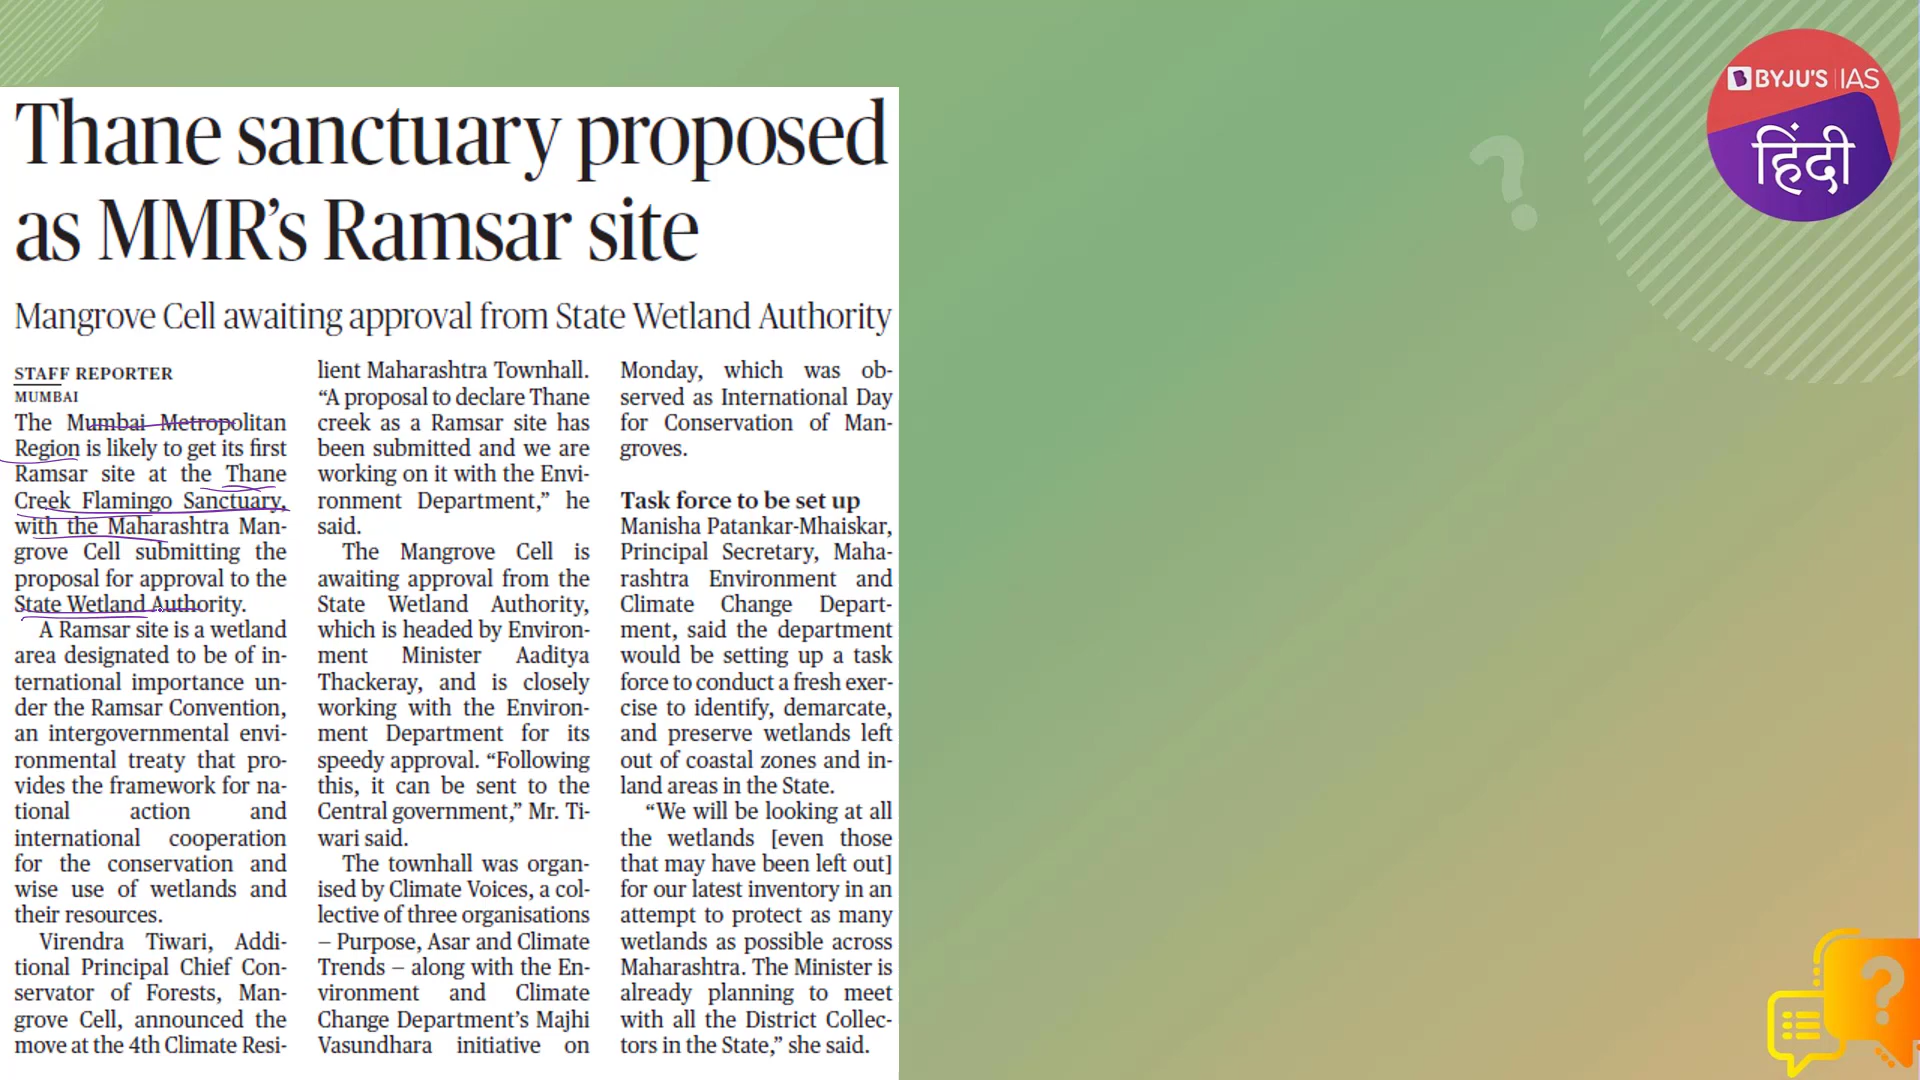 Thane sanctuary proposed
as MMR's Ramsar site
Mangrove Cell awaiting approval from State Wetland Authority
STAFF REPORTER
MUMBAI
The Mumbai Metropolitan
Region is likely to get its first
Ramsar site at the Thane
Creek Flamingo Sanctuary,
with the Maharashtra Man-
grove Cell submitting the
proposal for approval to the
State Wetland Authority.
A Ramsar site is a wetland
area designated to be of in-
ternational importance un-
der the Ramsar Convention,
an intergovernmental envi-
ronmental treaty that pro-
vides the framework for na-
tional action and
international cooperation
for the conservation and
wise use of wetlands and
their resources.
Virendra Tiwari, Addi-
tional Principal Chief Con-
servator of Forests, Man-
grove Cell, announced the
move at the 4th Climate Resi-
lient Maharashtra Townhall.
“A proposal to declare Thane
creek as a Ramsar site has
been submitted and we are
working on it with the Envi-
ronment Department,” he
said.
The Mangrove Cell is
awaiting approval from the
State Wetland Authority,
which is headed by Environ-
ment Minister Aaditya
Thackeray, and is closely
working with the Environ-
ment Department for its
speedy approval. “Following
this, it can be sent to the
Central government,” Mr. Ti-
wari said.
The townhall was organ-
ised by Climate Voices, a col-
lective of three organisations
– Purpose, Asar and Climate
Trends – along with the En-
vironment and Climate
Change Department's Majhi
Vasundhara initiative on
Monday, which was ob-
served as International Day
for Conservation of Man-
groves.
Task force to be set up
Manisha Patankar-Mhaiskar,
Principal Secretary, Maha-
rashtra Environment and
Climate Change Depart-
ment, said the department
would be setting up a task
force to conduct a fresh exer-
cise to identify, demarcate,
and preserve wetlands left
out of coastal zones and in-
land areas in the State.
“We will be looking at all
the wetlands [even those
that may have been left out]
for our latest inventory in an
attempt to protect as many
wetlands as possible across
Maharashtra. The Minister is
already planning to meet
with all the District Collec-
tors in the State,” she said.
BYJU'S IAS
हिंदी